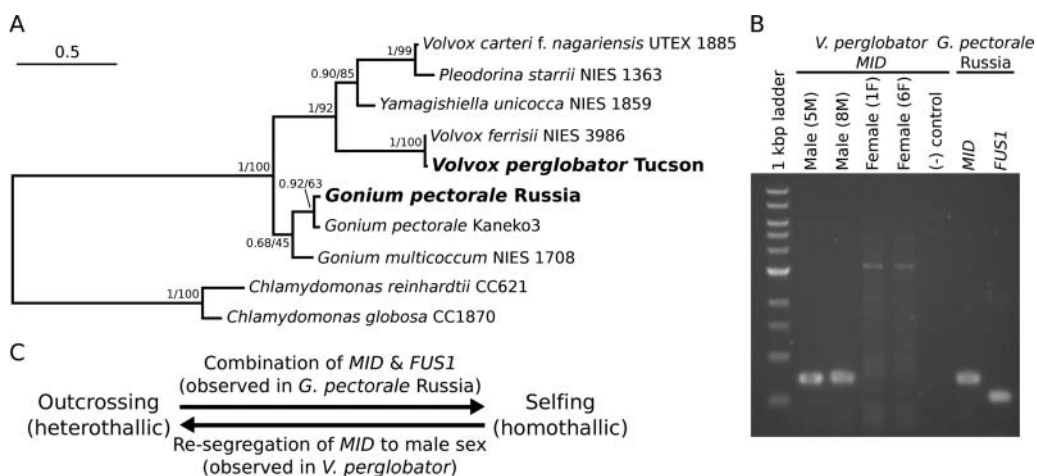 A
0.5
Volvox carteri f. nagariensis UTEX 1885
1/99
Pleodorina starrii NIES 1363
0.90/85
Yamagishiella unicocca NIES 1859
1/92
Volvox ferrisii NIES 3986
1/100
Volvox perglobator Tucson
1/100
Gonium pectorale Russia
0.92/63
Gonium pectorale Kaneko3
0.68/45
Gonium multicoccum NIES 1708
Chlamydomonas reinhardtii CC621
1/100
Chlamydomonas globosa CC1870
B
V. perglobator
MID
G. pectorale
Russia
1 kbp ladder
Male (5M)
Male (8M)
Female (1F)
Female (6F)
(-) control
MID
FUS1
C
Combination of MID & FUS1
(observed in G. pectorale Russia)
Outcrossing
(heterothallic)
Selfing
(homothallic)
Re-segregation of MID to male sex
(observed in V. perglobator)